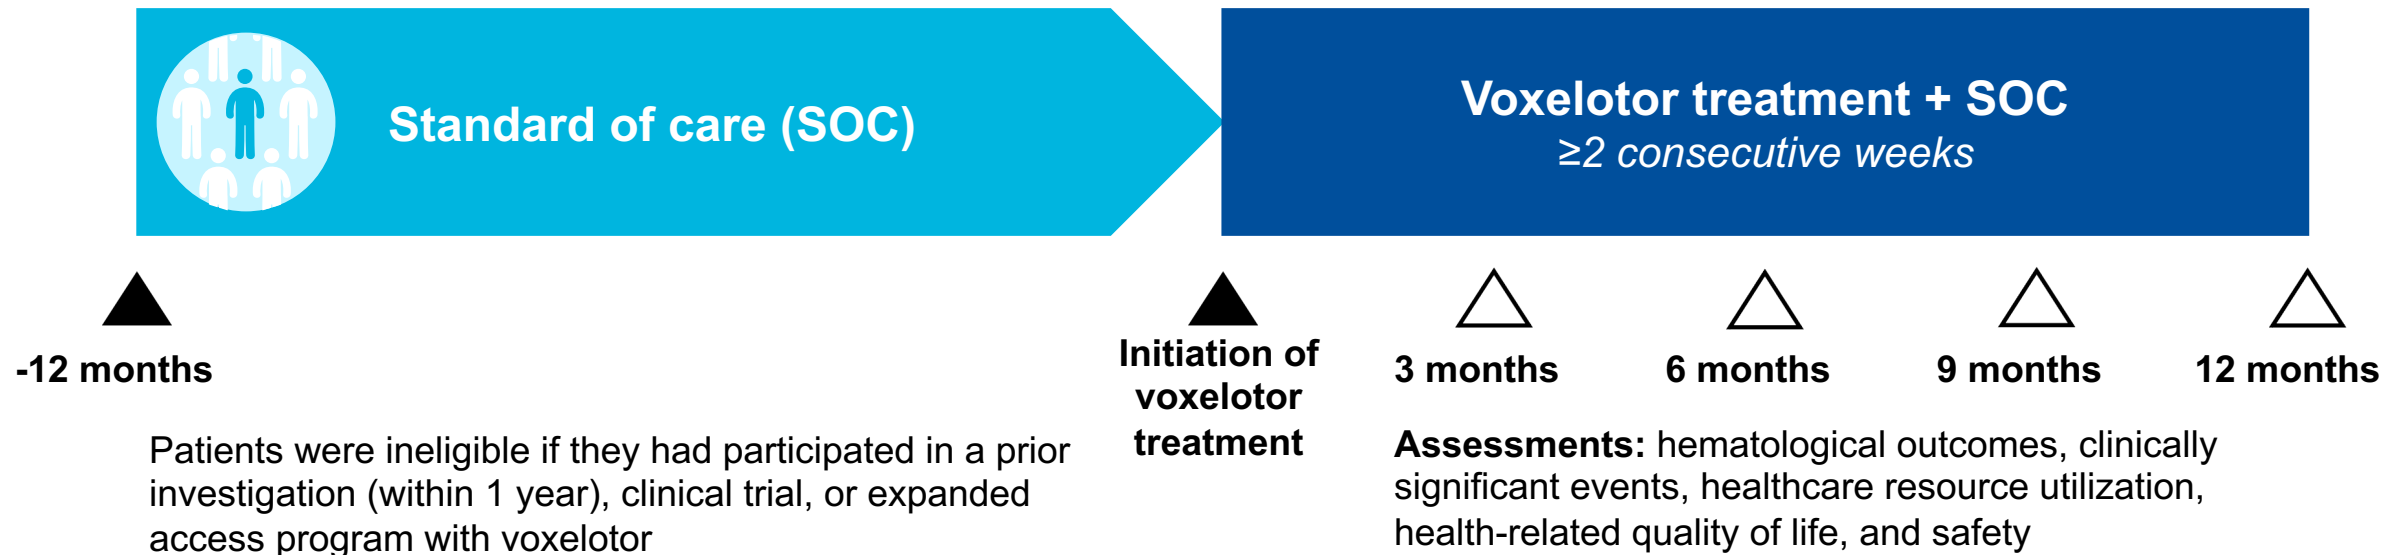 Standard of care (SOC)
Voxelotor treatment + SOC
≥2 consecutive weeks
-12 months
Initiation of
voxelotor
treatment
3 months
6 months
9 months
12 months
Patients were ineligible if they had participated in a prior
investigation (within 1 year), clinical trial, or expanded
access program with voxelotor
Assessments: hematological outcomes, clinically
significant events, healthcare resource utilization,
health-related quality of life, and safety